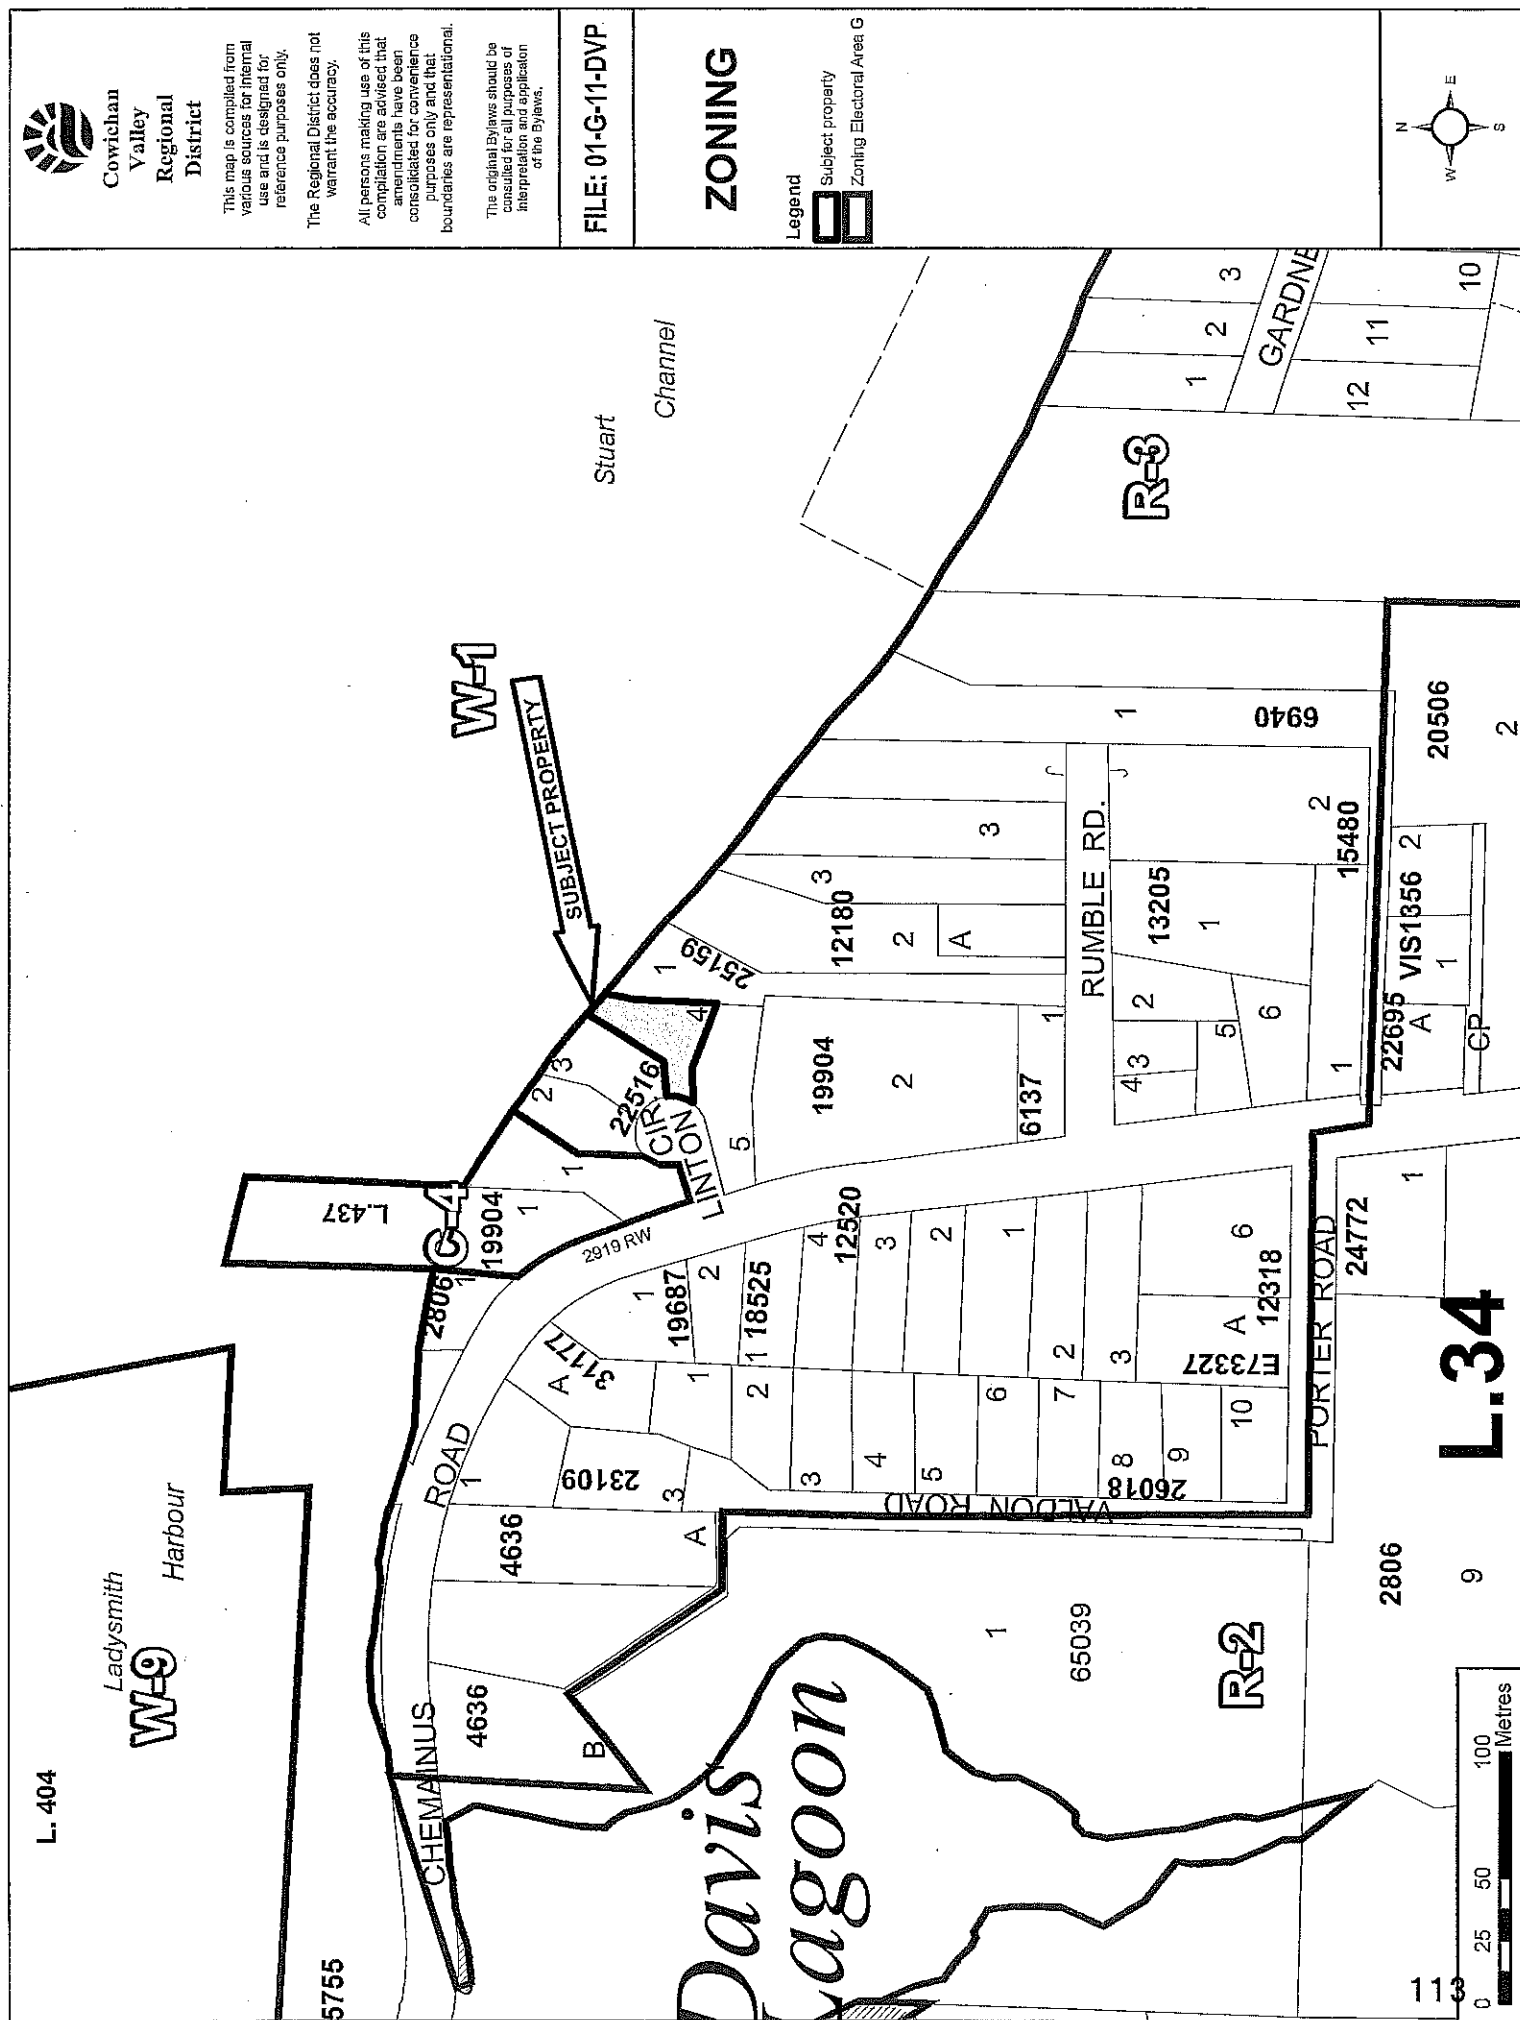 Cowichan
Valley
Regional
District
This map is compiled from
various sources for internal
use and is designed for
reference purposes only.
The Regional District does not
warrant the accuracy.
All persons making use of this
compilation are advised that
amendments have been
consolidated for convenience
purposes only and that
boundaries are representational.
The original Bylaws should be
consulted for all purposes of
interpretation and application
of the Bylaws.
FILE: 01-G-11-DVP
ZONING
Legend
Subject property
Zoning Electoral Area G
N
W
E
S
L. 404
Ladysmith
Harbour
W-9
5755
CHEMAINUS
ROAD
4636
B
4636
A
1
23109
3
A
31177
1
2
3
4
5
6
7
8
9
10
26018
VALDON ROAD
2806
1
L.437
C-4
19904
1
1
2919 RW
LINTON
CIR
22516
2
3
4
5
SUBJECT PROPERTY
W-1
Stuart
Channel
1
25159
1
19687
2
1
18525
4
12520
3
2
1
2
3
6
A
12318
E73327
PORTER ROAD
24772
1
L.34
19904
2
6137
1
12180
3
2
A
3
RUMBLE RD.
13205
1
2
3
4
5
6
2
15480
1
1
6940
22695
A
VIS1356
1
2
CP
20506
2
R-3
1
2
3
GARDNE
12
11
10
Davis
Lagoon
1
65039
R-2
2806
9
0
25
50
100
Metres
113